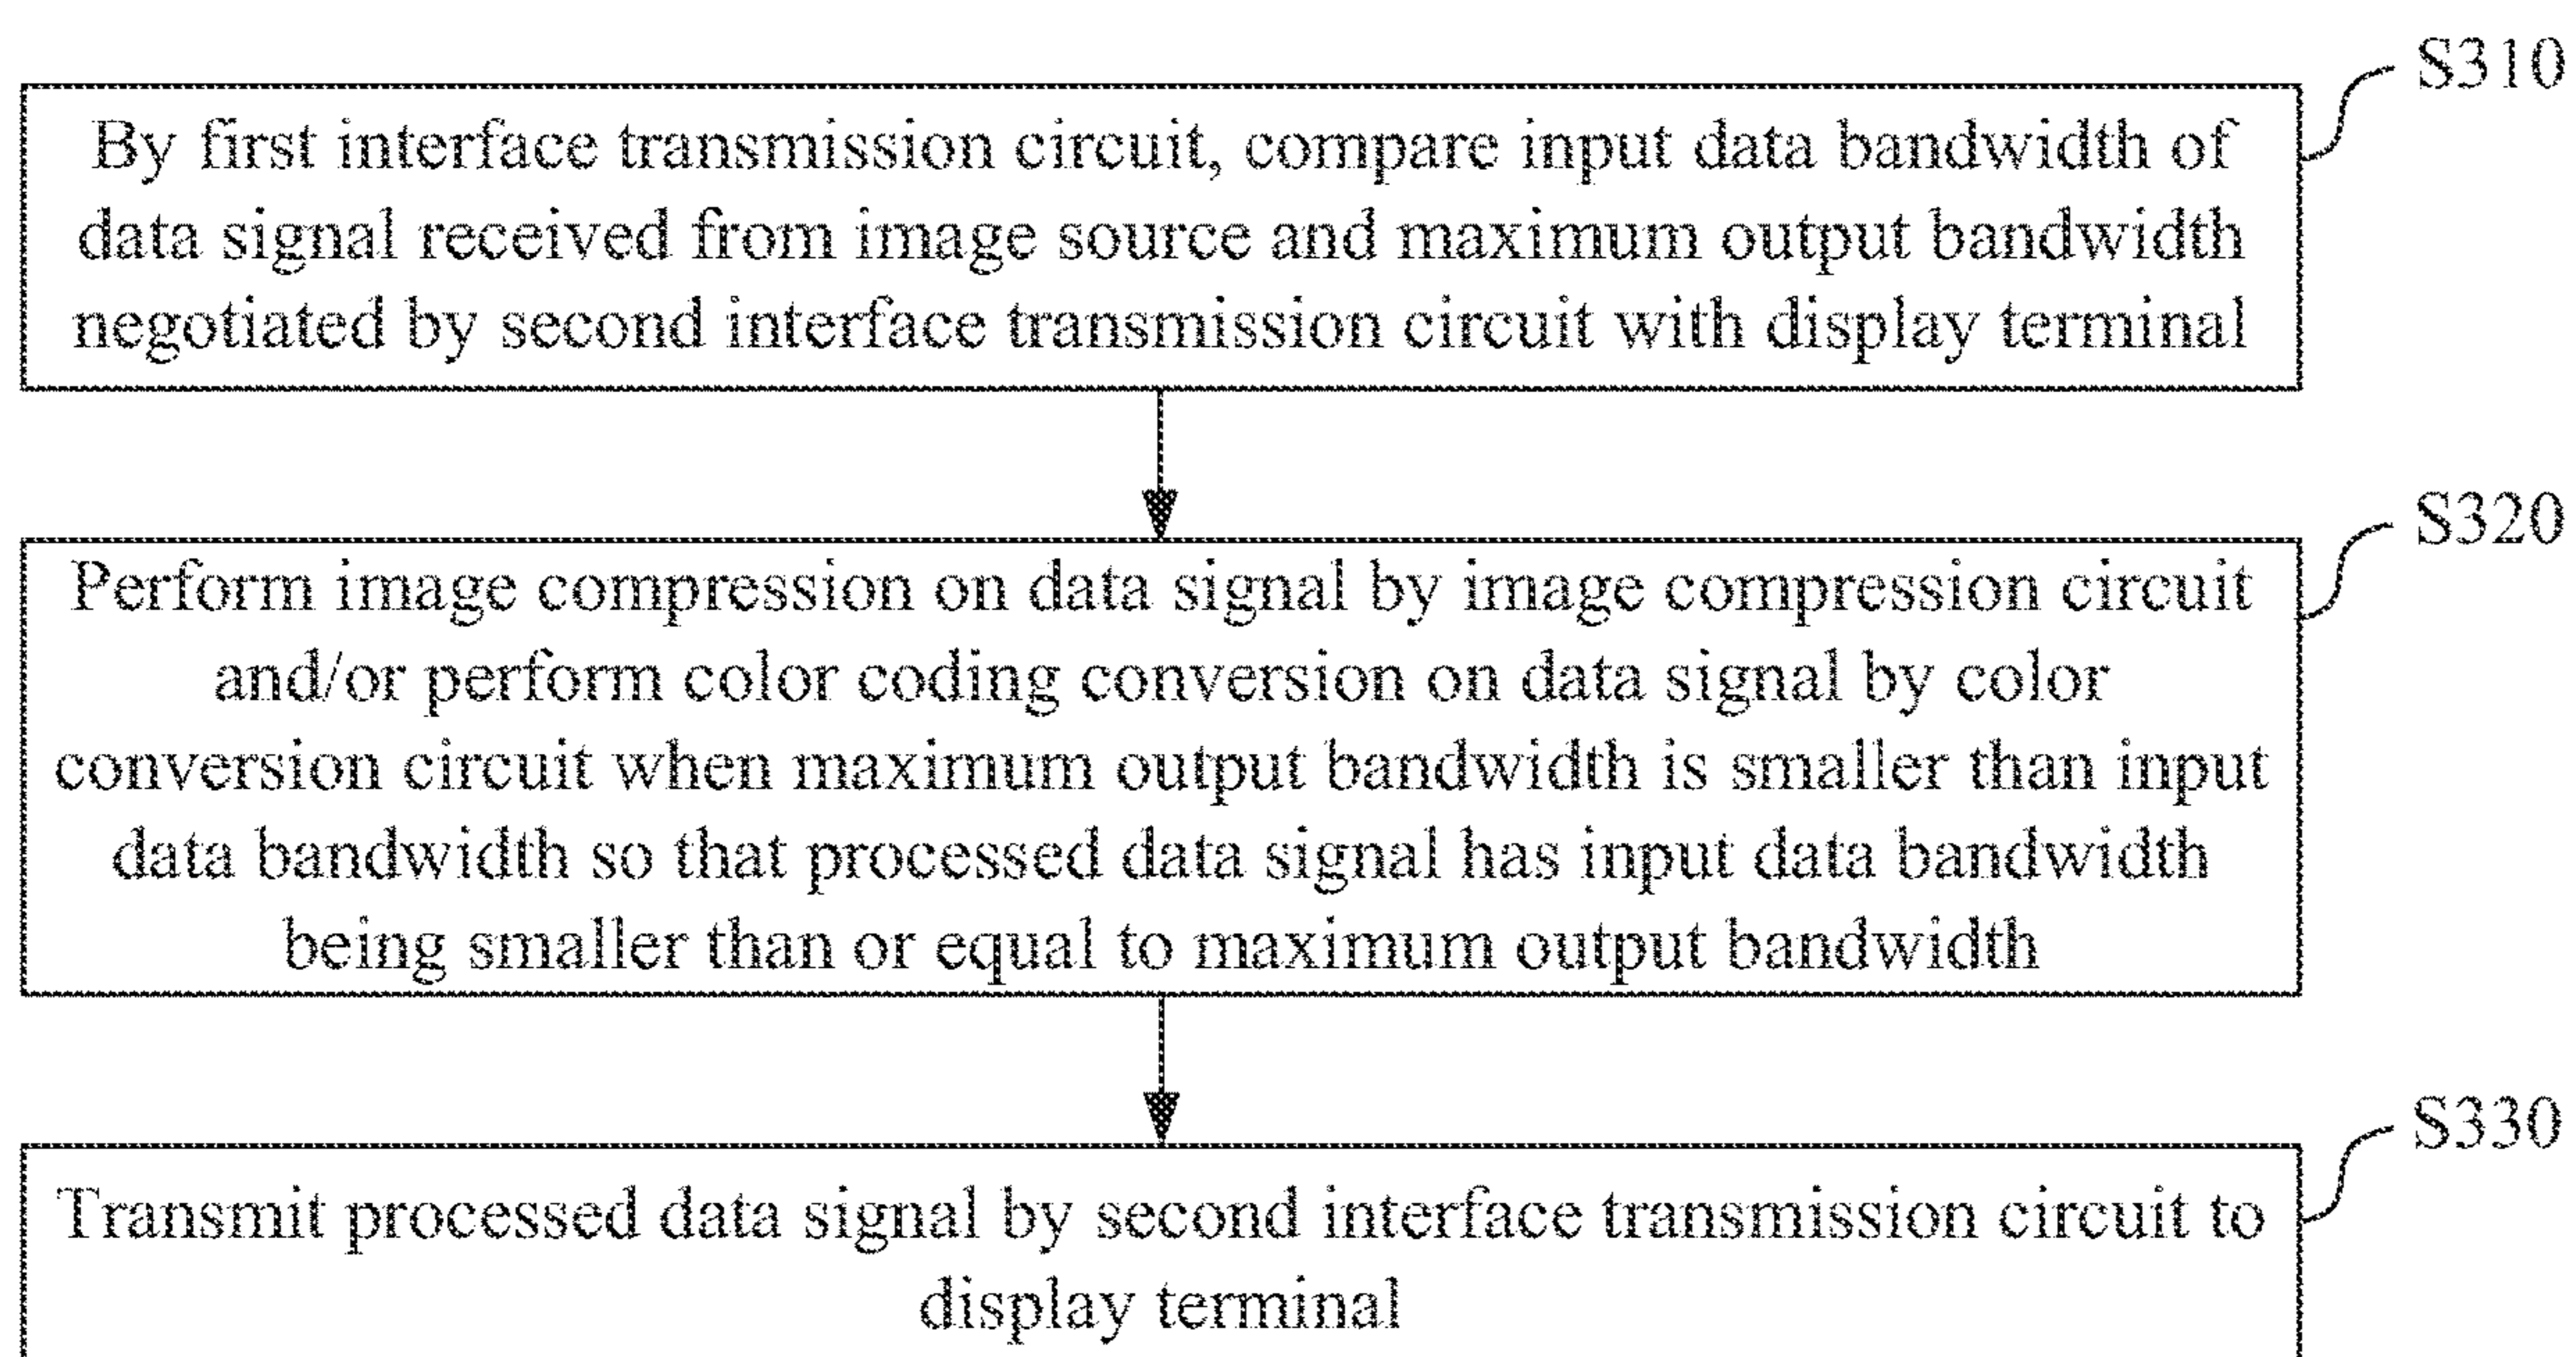 S310
By first interface transmission circuit, compare input data bandwidth of
data signal received from image source and maximum output bandwidth
negotiated by second interface transmission circuit with display terminal
S320
Perform image compression on data signal by image compression circuit
and/or perform color coding conversion on data signal by color
conversion circuit when maximum output bandwidth is smaller than input
data bandwidth so that processed data signal has input data bandwidth
being smaller than or equal to maximum output bandwidth
S330
Transmit processed data signal by second interface transmission circuit to
display terminal